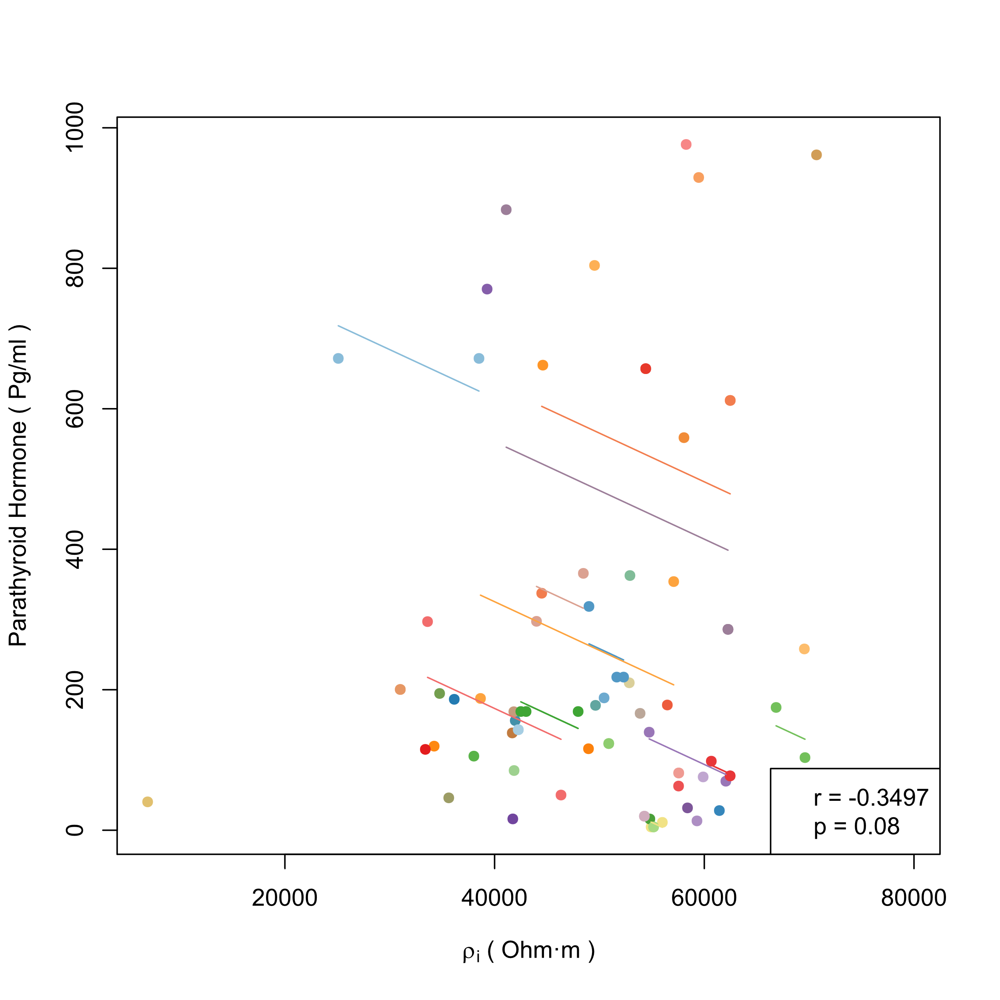 1000
800
600
400
200
0
Parathyroid Hormone ( Pg/ml )
r = -0.3497
p = 0.08
20000 40000 60000 80000
ρi ( Ohm·m )